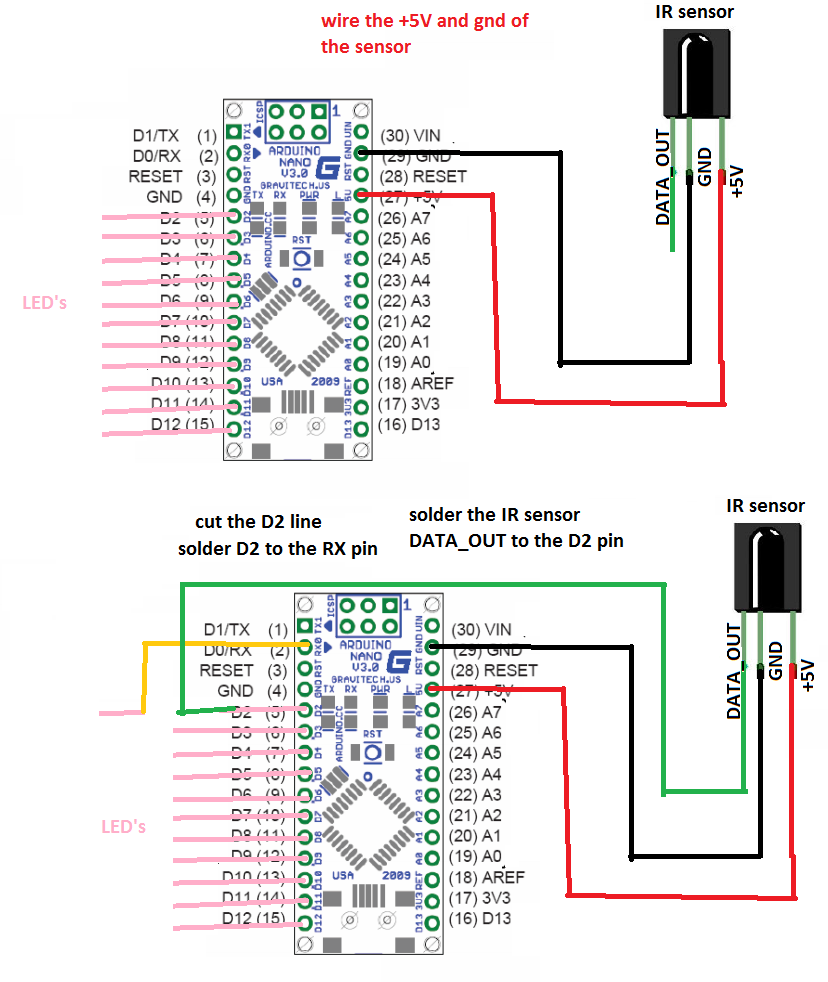 wire the +5V and gnd of
the sensor
IR sensor
DATA_OUT
GND
+5V
LED's
D1/TX (1)
D0/RX (2)
RESET (3)
GND (4)
D2 (5)
D3 (6)
D4 (7)
D5 (8)
D6 (9)
D7 (10)
D8 (11)
D9 (12)
D10 (13)
D11 (14)
D12 (15)
ICSP
1
TX1
RX0
RST
GND
D2
D3
D4
D5
D6
D7
D8
D9
D10
D11
D12
ARDUINO
NANO
V3.0
G
GRAVITECH.US
TX RX PWR L
ARDUINO.CC
RST
USA 2009
VIN
GND
RST
5V
A7
A6
A5
A4
A3
A2
A1
A0
REF
3V3
D13
(30) VIN
(29) GND
(28) RESET
(27) +5V
(26) A7
(25) A6
(24) A5
(23) A4
(22) A3
(21) A2
(20) A1
(19) A0
(18) AREF
(17) 3V3
(16) D13
cut the D2 line
solder D2 to the RX pin
solder the IR sensor
DATA_OUT to the D2 pin
IR sensor
DATA_OUT
GND
+5V
LED's
D1/TX (1)
D0/RX (2)
RESET (3)
GND (4)
D2 (5)
D3 (6)
D4 (7)
D5 (8)
D6 (9)
D7 (10)
D8 (11)
D9 (12)
D10 (13)
D11 (14)
D12 (15)
ICSP
1
TX1
RX0
RST
GND
D2
D3
D4
D5
D6
D7
D8
D9
D10
D11
D12
ARDUINO
NANO
V3.0
G
GRAVITECH.US
TX RX PWR L
ARDUINO.CC
RST
USA 2009
VIN
GND
RST
5V
A7
A6
A5
A4
A3
A2
A1
A0
REF
3V3
D13
(30) VIN
(29) GND
(28) RESET
(27) +5V
(26) A7
(25) A6
(24) A5
(23) A4
(22) A3
(21) A2
(20) A1
(19) A0
(18) AREF
(17) 3V3
(16) D13